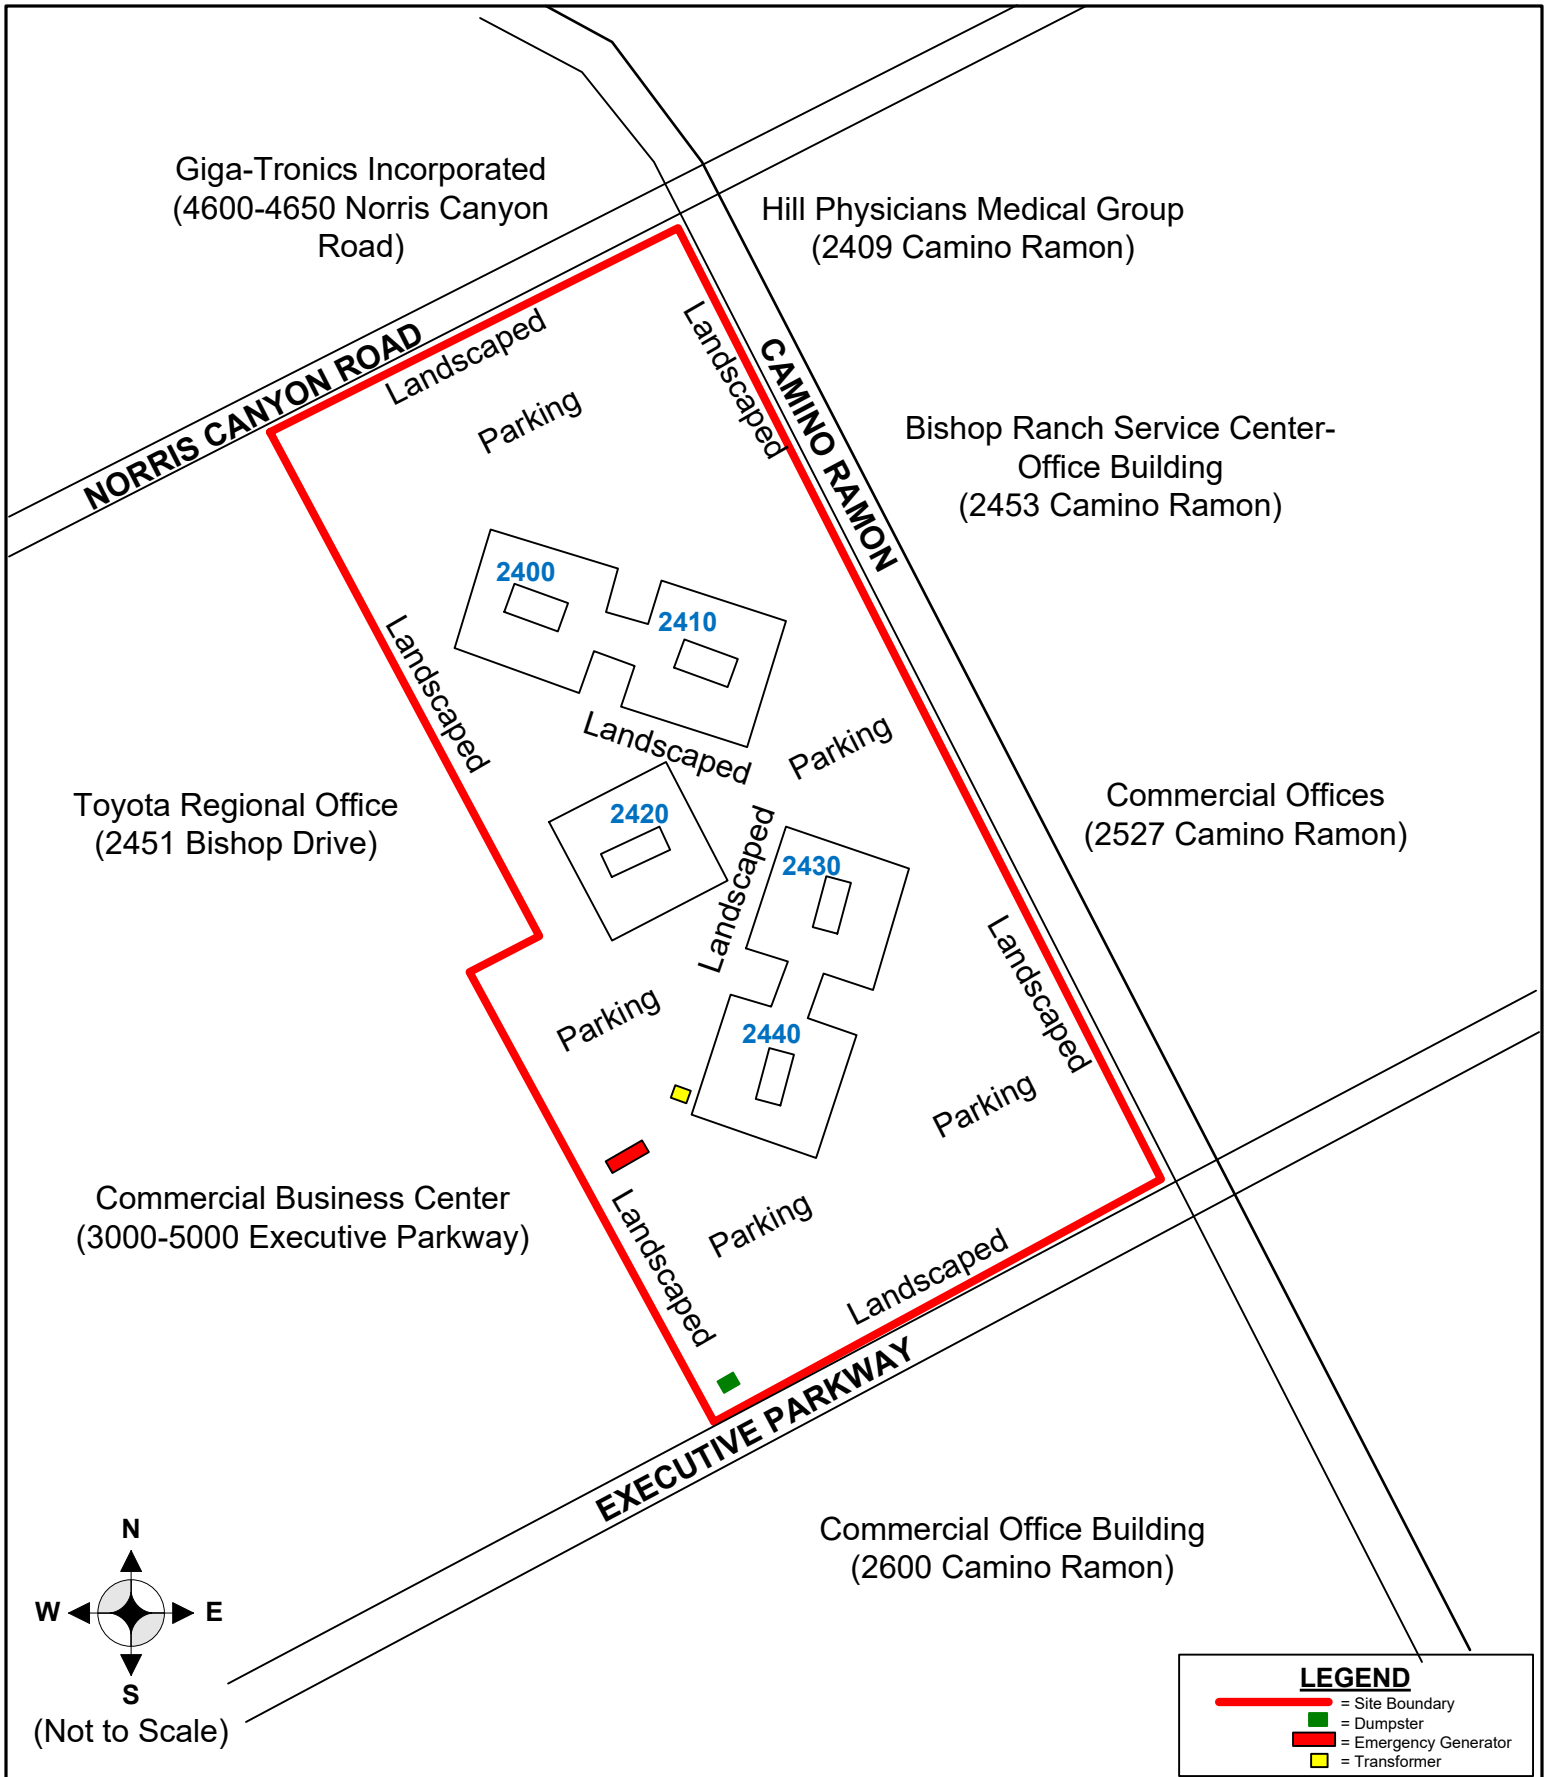 Giga-Tronics Incorporated
(4600-4650 Norris Canyon
Road)
Hill Physicians Medical Group
(2409 Camino Ramon)
NORRIS CANYON ROAD
Landscaped
Parking
Landscaped
CAMINO RAMON
Bishop Ranch Service Center-
Office Building
(2453 Camino Ramon)
2400
2410
Landscaped
Landscaped
Parking
Toyota Regional Office
(2451 Bishop Drive)
2420
Landscaped
2430
Commercial Offices
(2527 Camino Ramon)
Landscaped
Parking
2440
Parking
Commercial Business Center
(3000-5000 Executive Parkway)
Landscaped
Parking
Landscaped
EXECUTIVE PARKWAY
Commercial Office Building
(2600 Camino Ramon)
N
W
E
S
(Not to Scale)
LEGEND
= Site Boundary
= Dumpster
= Emergency Generator
= Transformer